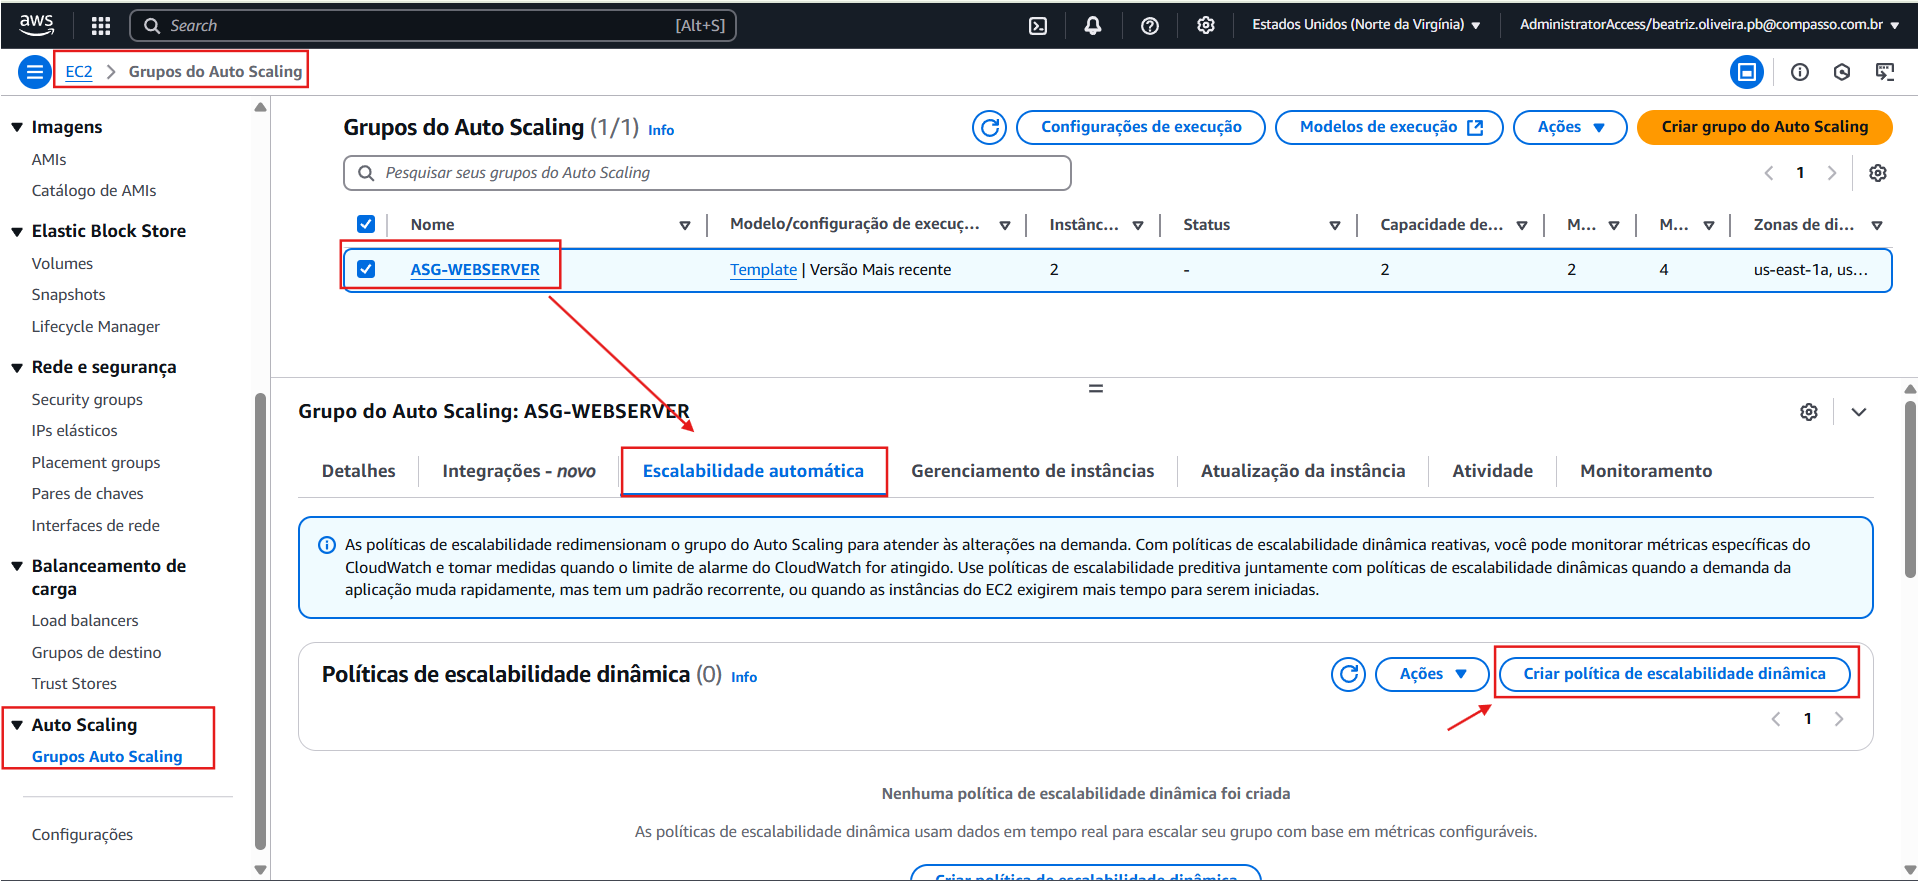 aws
Search [Alt+S]
Estados Unidos (Norte da Virgínia)
AdministratorAccess/beatriz.oliveira.pb@compasso.com.br
EC2
Grupos do Auto Scaling
Imagens
AMIs
Catálogo de AMIs
Elastic Block Store
Volumes
Snapshots
Lifecycle Manager
Rede e segurança
Security groups
IPs elásticos
Placement groups
Pares de chaves
Interfaces de rede
Balanceamento de
carga
Load balancers
Grupos de destino
Trust Stores
Auto Scaling
Grupos Auto Scaling
Configurações
Grupos do Auto Scaling (1/1) Info
Configurações de execução
Modelos de execução
Ações
Criar grupo do Auto Scaling
Pesquisar seus grupos do Auto Scaling
1
Nome
Modelo/configuração de execuç...
Instânc...
Status
Capacidade de...
M...
M...
Zonas de di...
ASG-WEBSERVER
Template | Versão Mais recente
2
-
2
2
4
us-east-1a, us...
Grupo do Auto Scaling: ASG-WEBSERVER
Detalhes
Integrações - novo
Escalabilidade automática
Gerenciamento de instâncias
Atualização da instância
Atividade
Monitoramento
As políticas de escalabilidade redimensionam o grupo do Auto Scaling para atender às alterações na demanda. Com políticas de escalabilidade dinâmica reativas, você pode monitorar métricas específicas do
CloudWatch e tomar medidas quando o limite de alarme do CloudWatch for atingido. Use políticas de escalabilidade preditiva juntamente com políticas de escalabilidade dinâmicas quando a demanda da
aplicação muda rapidamente, mas tem um padrão recorrente, ou quando as instâncias do EC2 exigirem mais tempo para serem iniciadas.
Políticas de escalabilidade dinâmica (0) Info
Ações
Criar política de escalabilidade dinâmica
1
Nenhuma política de escalabilidade dinâmica foi criada
As políticas de escalabilidade dinâmica usam dados em tempo real para escalar seu grupo com base em métricas configuráveis.
Criar política de escalabilidade dinâmica